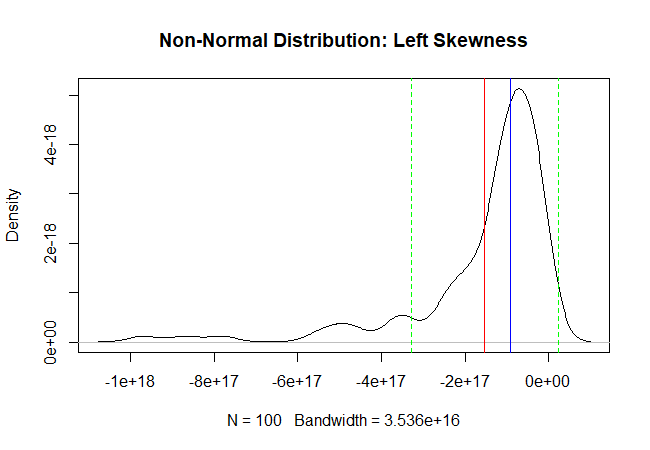 Non-Normal Distribution: Left Skewness
Density
4e-18
2e-18
0e+00
-1e+18 -8e+17 -6e+17 -4e+17 -2e+17 0e+00
N = 100 Bandwidth = 3.536e+16